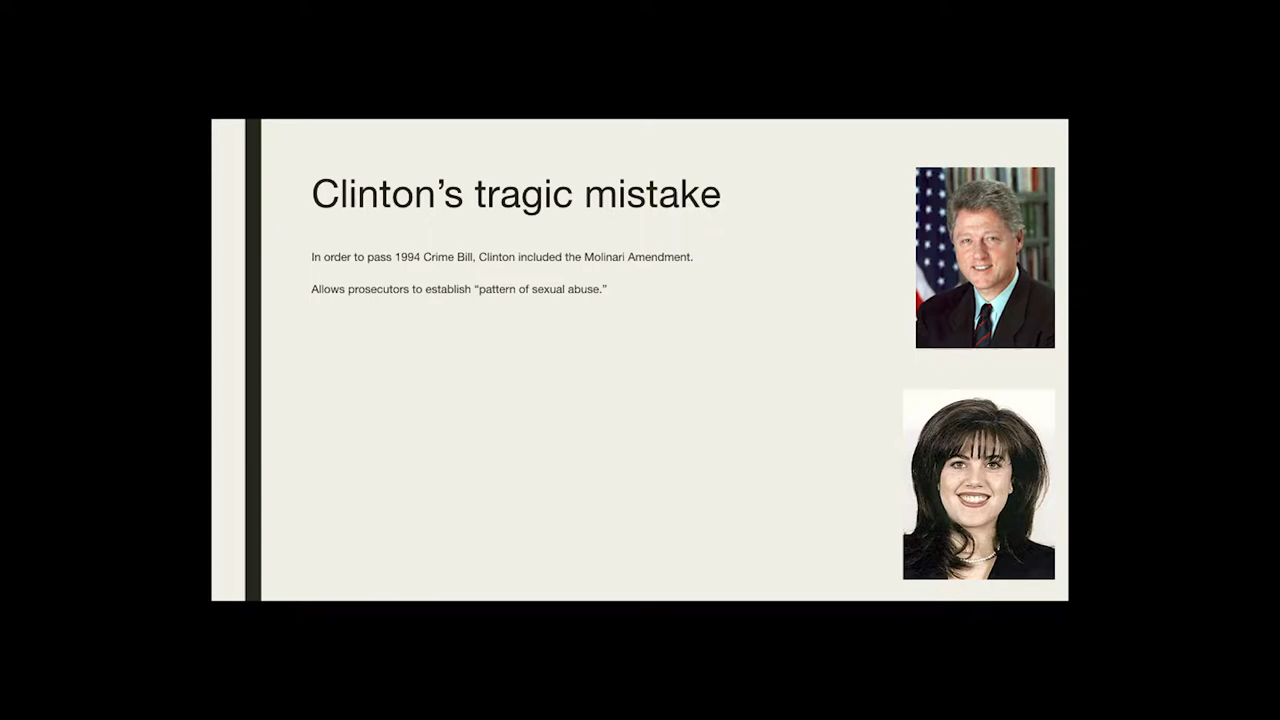 Clinton’s tragic mistake
In order to pass 1994 Crime Bill, Clinton included the Molinari Amendment.
Allows prosecutors to establish “pattern of sexual abuse.”